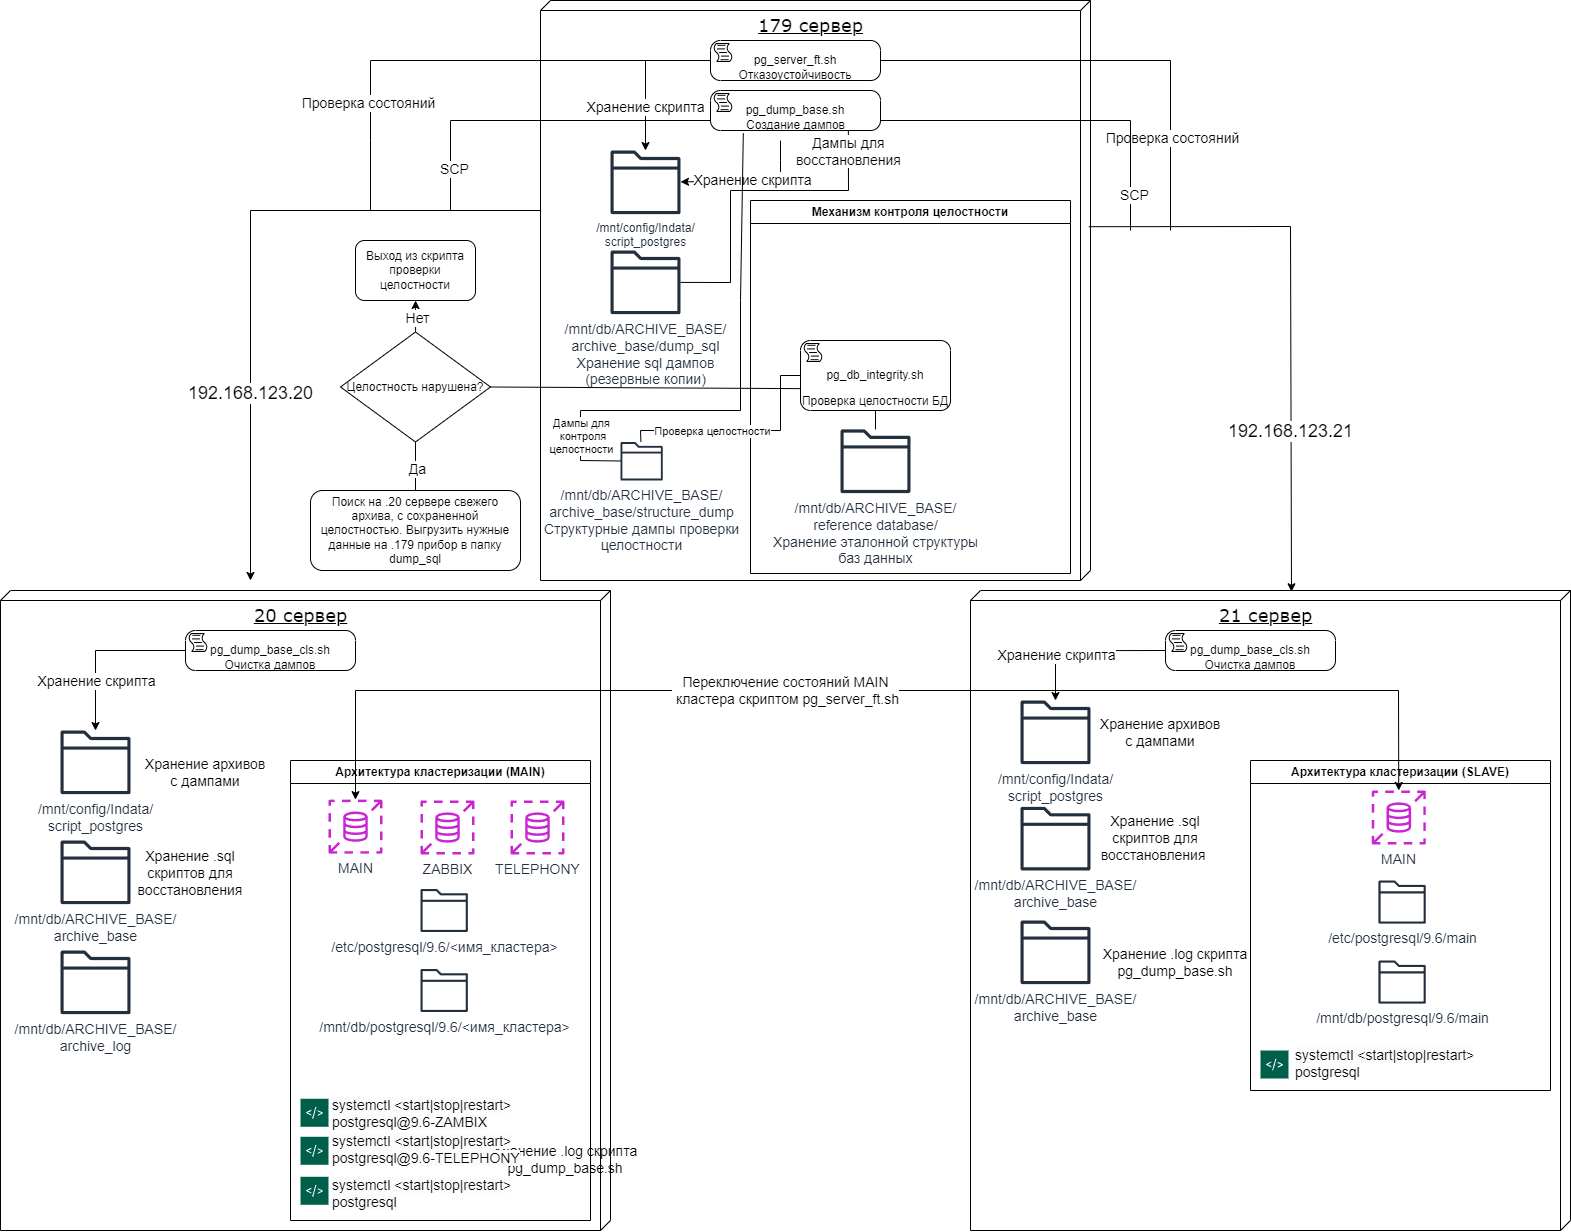 179 сервер
pg_server_ft.sh
Отказоустойчивость
Проверка состояний
Хранение скрипта
pg_dump_base.sh
Создание дампов
Проверка состояний
Дампы для
восстановления
SCP
Хранение скрипта
SCP
Механизм контроля целостности
/mnt/config/Indata/
script_postgres
Выход из скрипта
проверки
целостности
Нет
/mnt/db/ARCHIVE_BASE/
archive_base/dump_sql
Хранение sql дампов
(резервные копии)
192.168.123.20
Целостность нарушена?
pg_db_integrity.sh
Проверка целостности БД
Дампы для
контроля
целостности
Проверка целостности
192.168.123.21
Да
Поиск на .20 сервере свежего
архива, с сохраненной
целостностью. Выгрузить нужные
данные на .179 прибор в папку
dump_sql
/mnt/db/ARCHIVE_BASE/
archive_base/structure_dump
Структурные дампы проверки
целостности
/mnt/db/ARCHIVE_BASE/
reference database/
Хранение эталонной структуры
баз данных
20 сервер
pg_dump_base_cls.sh
Очистка дампов
Хранение скрипта
Переключение состояний MAIN
кластера скриптом pg_server_ft.sh
Хранение архивов
с дампами
/mnt/config/Indata/
script_postgres
Хранение .sql
скриптов для
восстановления
/mnt/db/ARCHIVE_BASE/
archive_base
/mnt/db/ARCHIVE_BASE/
archive_log
Архитектура кластеризации (MAIN)
MAIN
ZABBIX
TELEPHONY
/etc/postgresql/9.6/<имя_кластера>
/mnt/db/postgresql/9.6/<имя_кластера>
</>
systemctl <start|stop|restart>
postgresql@9.6-ZAMBIX
</>
systemctl <start|stop|restart>
postgresql@9.6-TELEPHONY
.log скрипта
pg_dump_base.sh
</>
systemctl <start|stop|restart>
postgresql
21 сервер
pg_dump_base_cls.sh
Очистка дампов
Хранение скрипта
Хранение архивов
с дампами
/mnt/config/Indata/
script_postgres
Хранение .sql
скриптов для
восстановления
/mnt/db/ARCHIVE_BASE/
archive_base
Хранение .log скрипта
pg_dump_base.sh
/mnt/db/ARCHIVE_BASE/
archive_base
Архитектура кластеризации (SLAVE)
MAIN
/etc/postgresql/9.6/main
/mnt/db/postgresql/9.6/main
</>
systemctl <start|stop|restart>
postgresql